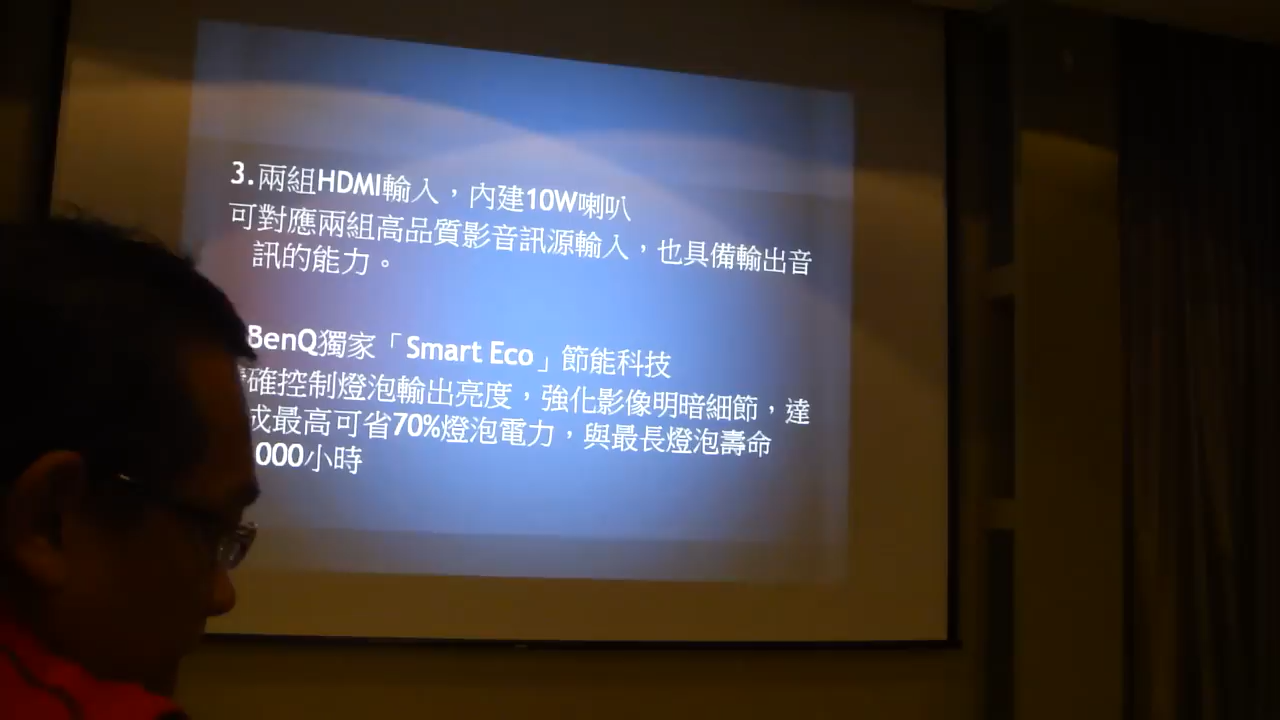 3.兩組HDMI輸入，內建10W喇叭
可對應兩組高品質影音訊源輸入，也具備輸出音
訊的能力。
BenQ獨家「Smart Eco」節能科技
確控制燈泡輸出亮度，強化影像明暗細節，達
成最高可省70%燈泡電力，與最長燈泡壽命
000小時